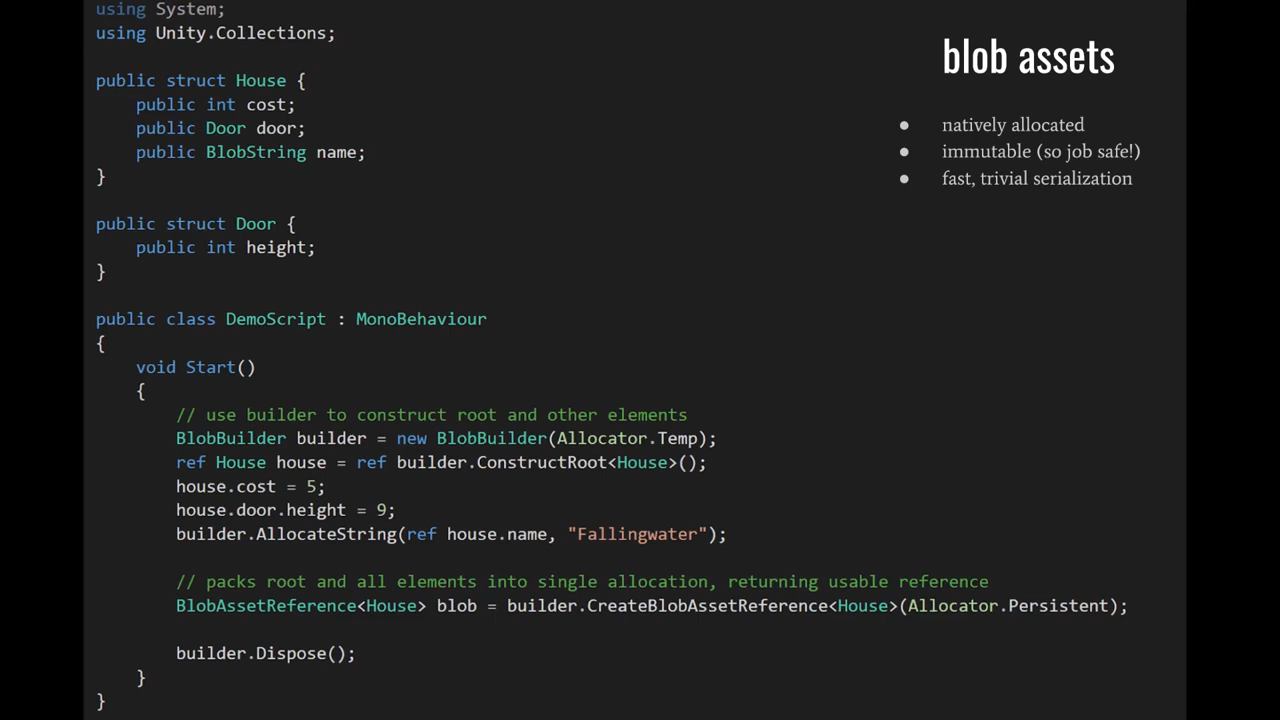 using System;
using Unity.Collections;
public struct House {
    public int cost;
    public Door door;
    public BlobString name;
}
public struct Door {
    public int height;
}
public class DemoScript : MonoBehaviour
{
    void Start()
    {
        // use builder to construct root and other elements
        BlobBuilder builder = new BlobBuilder(Allocator.Temp);
        ref House house = ref builder.ConstructRoot<House>();
        house.cost = 5;
        house.door.height = 9;
        builder.AllocateString(ref house.name, "Fallingwater");
        // packs root and all elements into single allocation, returning usable reference
        BlobAssetReference<House> blob = builder.CreateBlobAssetReference<House>(Allocator.Persistent);
        builder.Dispose();
    }
}
blob assets
● natively allocated
● immutable (so job safe!)
● fast, trivial serialization